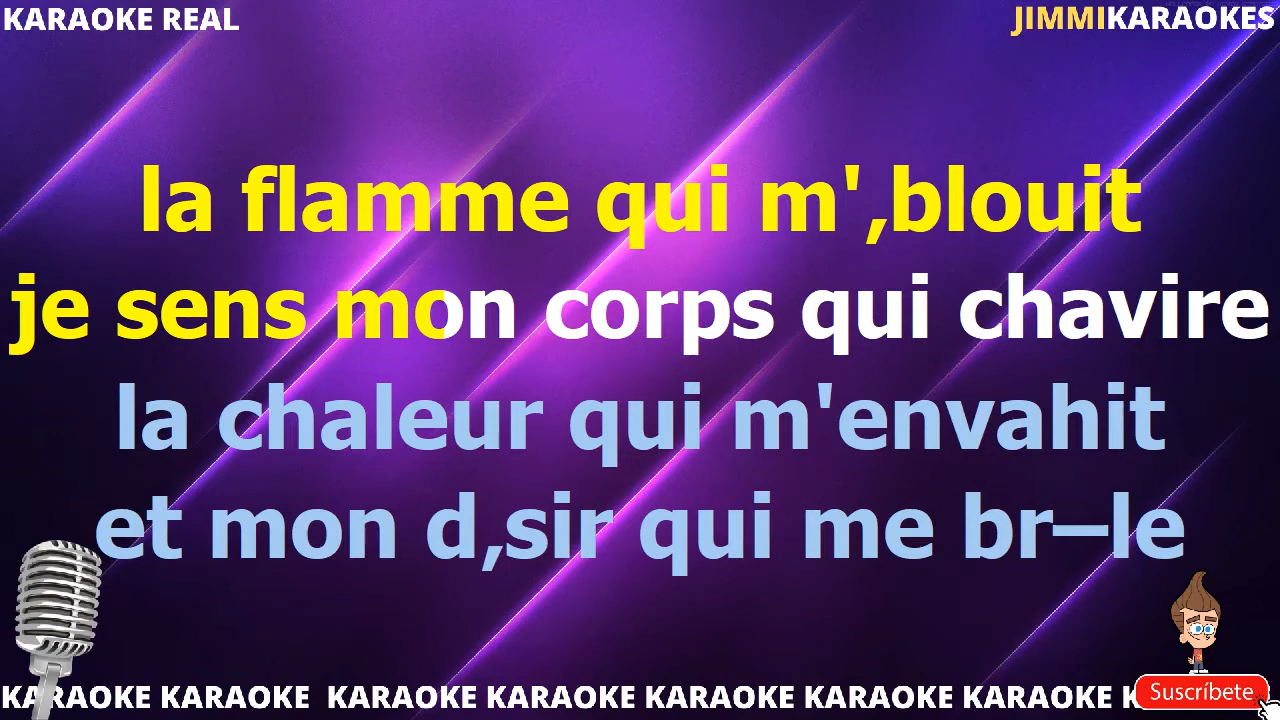 KARAOKE REAL
JIMMIKARAOKES
la flamme qui m',blouit
je sens mon corps qui chavire
la chaleur qui m'envahit
et mon d,sir qui me br–le
KARAOKE KARAOKE KARAOKE KARAOKE KARAOKE KARAOKE KARAOKE
Suscríbete